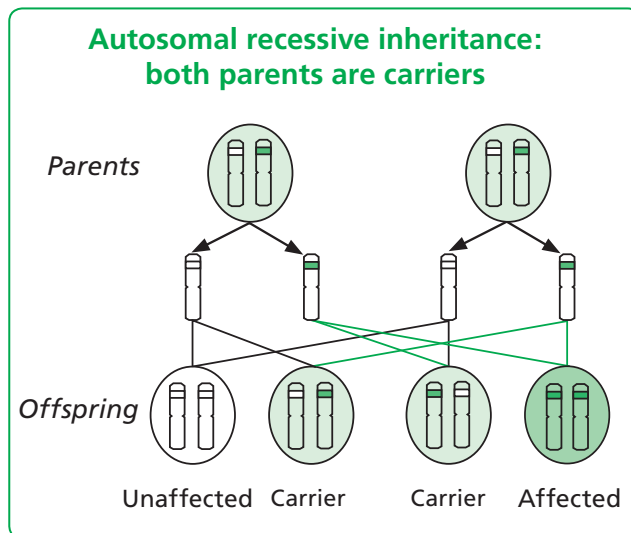 Autosomal recessive inheritance:
both parents are carriers
Parents
Offspring
Unaffected Carrier Carrier Affected